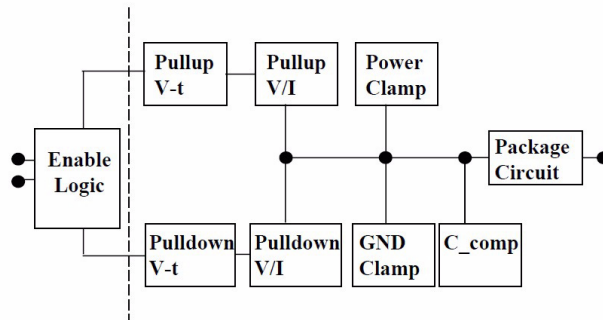 Pullup
V-t
Pullup
V/I
Power
Clamp
Enable
Logic
Package
Circuit
Pulldown
V-t
Pulldown
V/I
GND
Clamp
C_comp